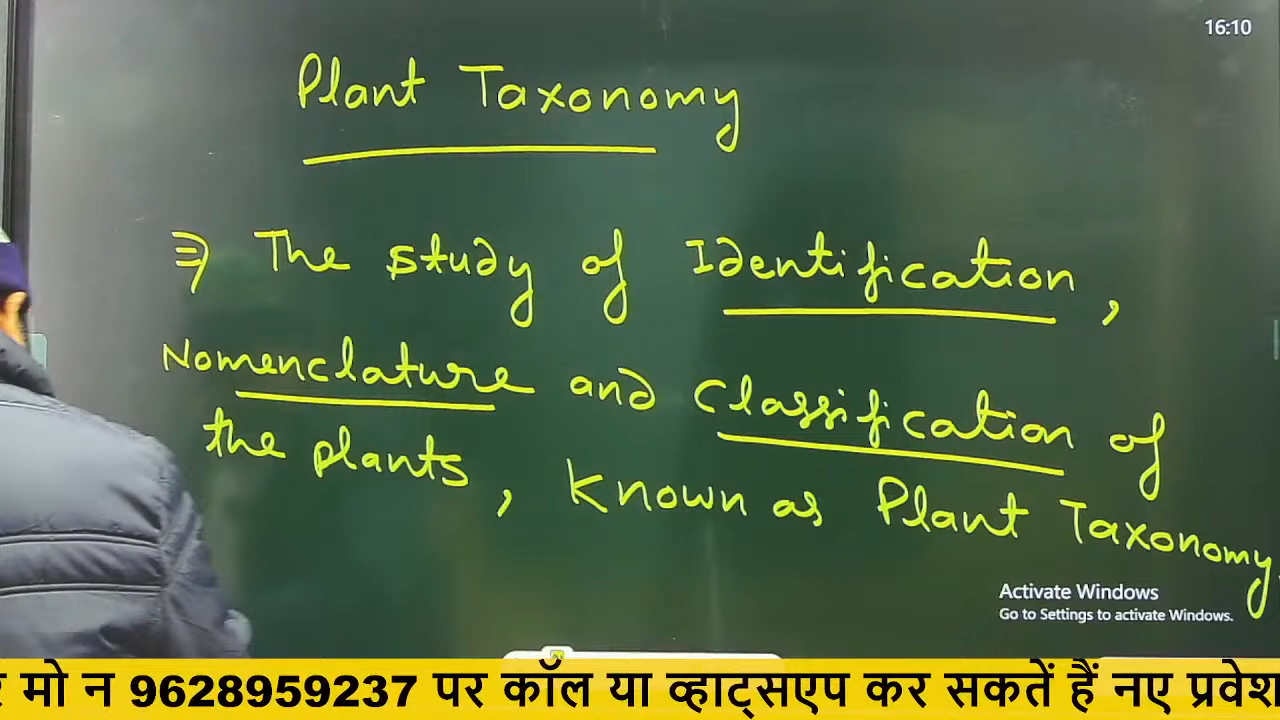 16:10
Plant Taxonomy
⇒ The study of Identification,
Nomenclature and Classification of
the plants, Known as Plant Taxonomy.
Activate Windows
Go to Settings to activate Windows.
मो न 9628959237 पर कॉल या व्हाट्सएप कर सकतें हैं नए प्रवेश